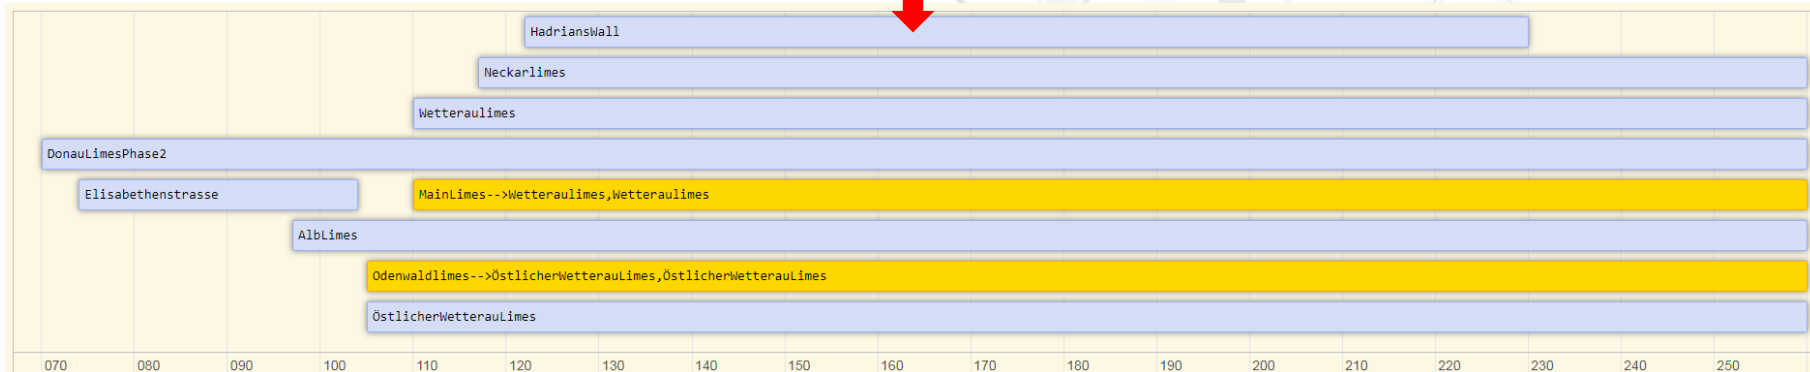 HadriansWall
Neckarlimes
Wetteraulimes
DonauLimesPhase2
Elisabethenstrasse MainLimes-->Wetteraulimes,Wetteraulimes
AlbLimes
Odenwaldlimes-->ÖstlicherWetterauLimes,ÖstlicherWetterauLimes
ÖstlicherWetterauLimes
070 080 090 100 110 120 130 140 150 160 170 180 190 200 210 220 230 240 250